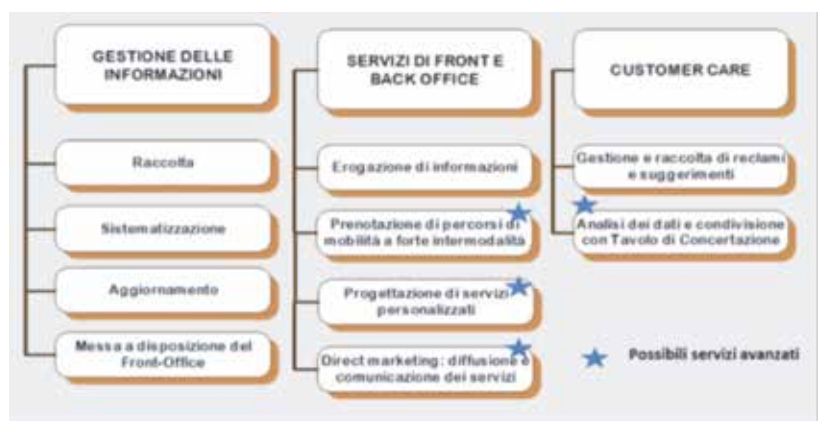 GESTIONE DELLE
INFORMAZIONI
Raccolta
Sistematizzazione
Aggiornamento
Messa a disposizione del
Front-Office
SERVIZI DI FRONT E
BACK OFFICE
Erogazione di informazioni
Prenotazione di percorsi di
mobilità a forte intermodalità
Progettazione di servizi
personalizzati
Direct marketing: diffusione e
comunicazione dei servizi
CUSTOMER CARE
Gestione e raccolta di reclami
e suggerimenti
Analisi dei dati e condivisione
con Tavolo di Concertazione
Possibili servizi avanzati